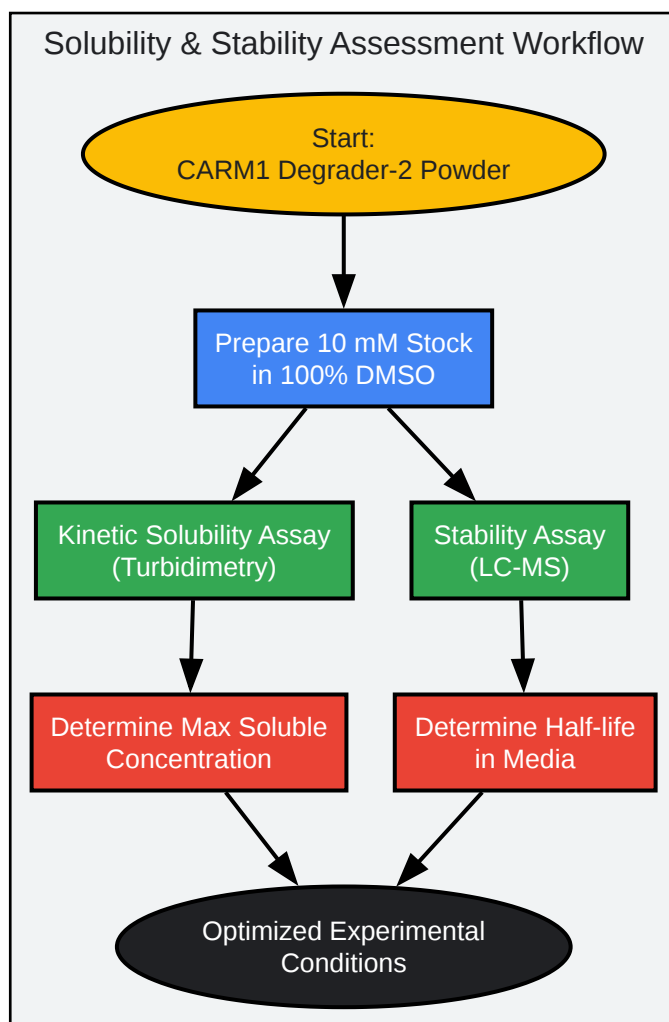 Solubility & Stability Assessment Workflow
Start:
CARM1 Degrader-2 Powder
Prepare 10 mM Stock
in 100% DMSO
Kinetic Solubility Assay
(Turbidimetry)
Stability Assay
(LC-MS)
Determine Max Soluble
Concentration
Determine Half-life
in Media
Optimized Experimental
Conditions